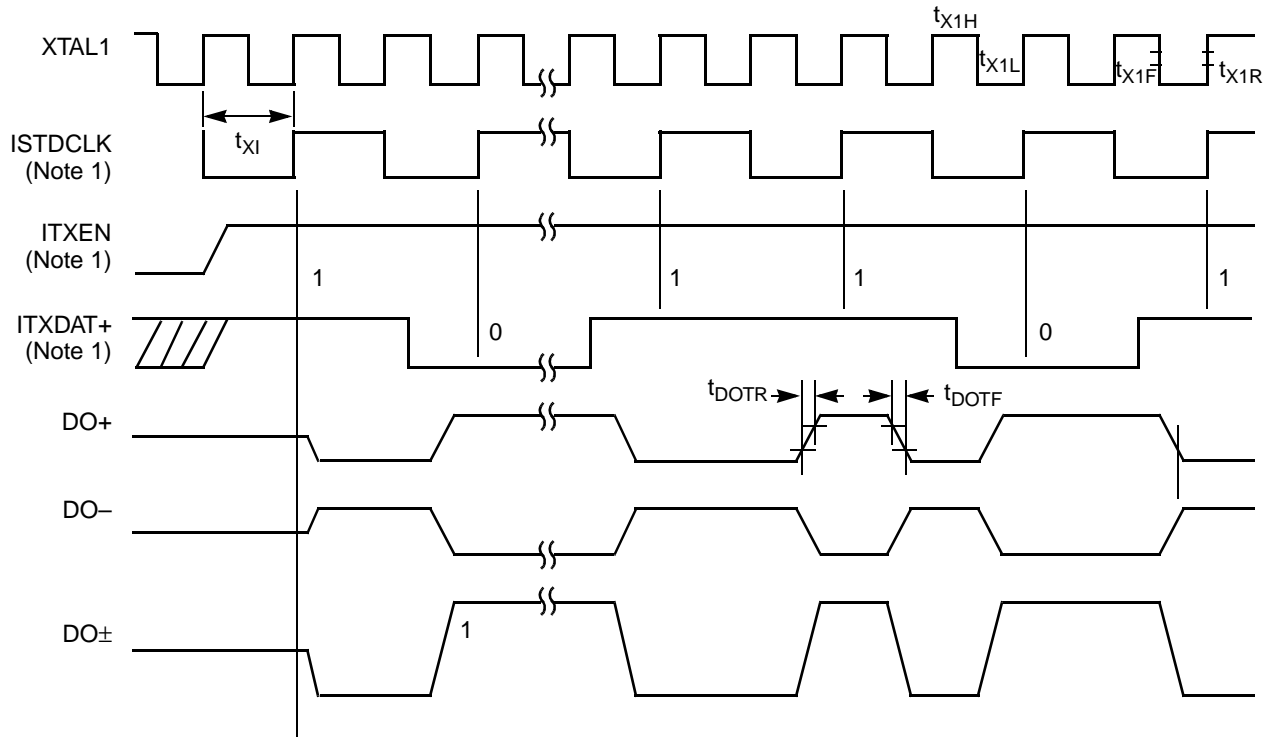 XTAL1
tX1H
tX1L
tX1F
tX1R
ISTDCLK
(Note 1)
tXI
ITXEN
(Note 1)
1
1
1
1
ITXDAT+
(Note 1)
0
0
tDOTR
tDOTF
DO+
DO–
DO±
1